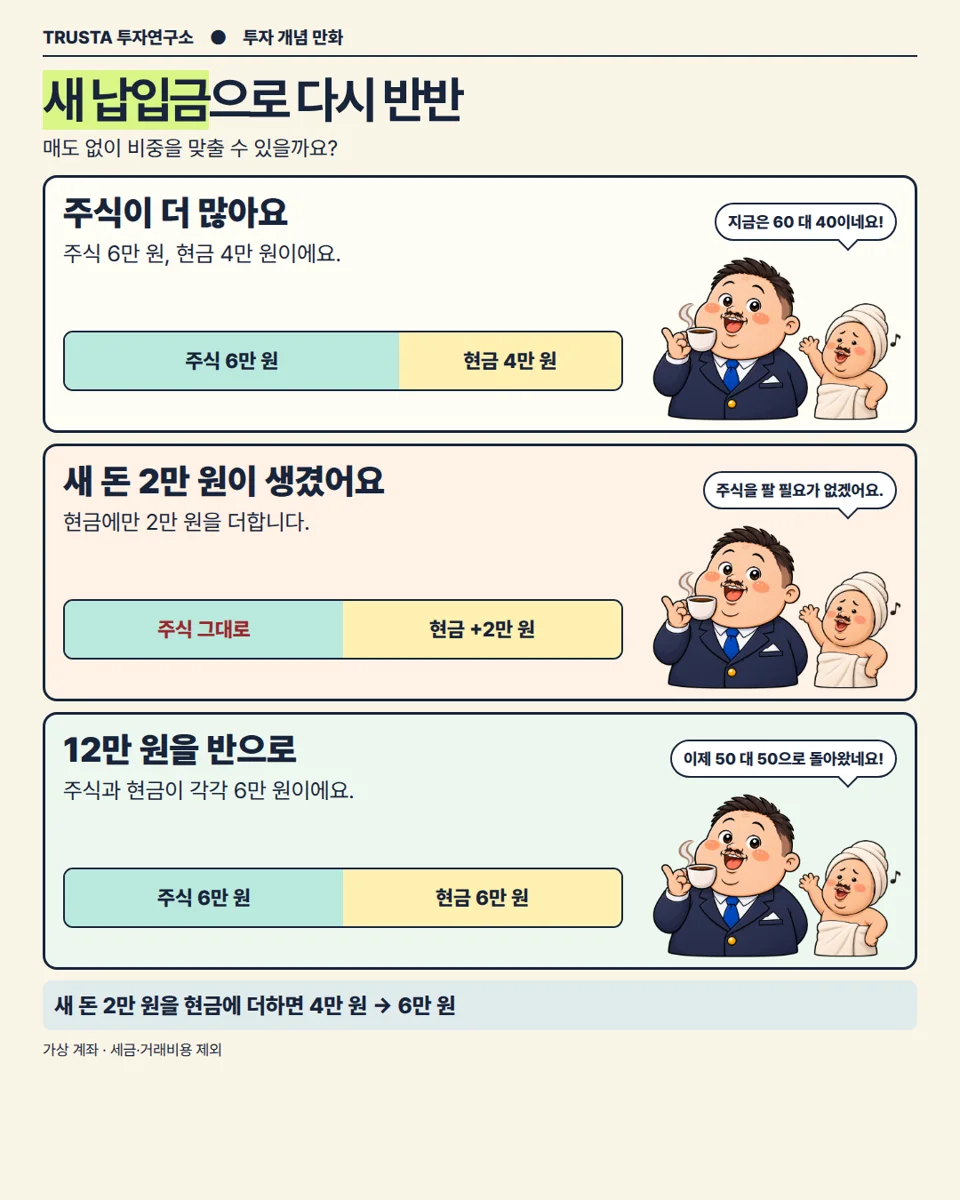 TRUSTA 투자연구소 ● 투자 개념 만화
새 납입금으로 다시 반반
매도 없이 비중을 맞출 수 있을까요?
주식이 더 많아요
주식 6만 원, 현금 4만 원이에요.
지금은 60 대 40이네요!
주식 6만 원 현금 4만 원
새 돈 2만 원이 생겼어요
현금에만 2만 원을 더합니다.
주식을 팔 필요가 없겠어요.
주식 그대로 현금 +2만 원
12만 원을 반으로
주식과 현금이 각각 6만 원이에요.
이제 50 대 50으로 돌아왔네요!
주식 6만 원 현금 6만 원
새 돈 2만 원을 현금에 더하면 4만 원 → 6만 원
가상 계좌 · 세금·거래비용 제외